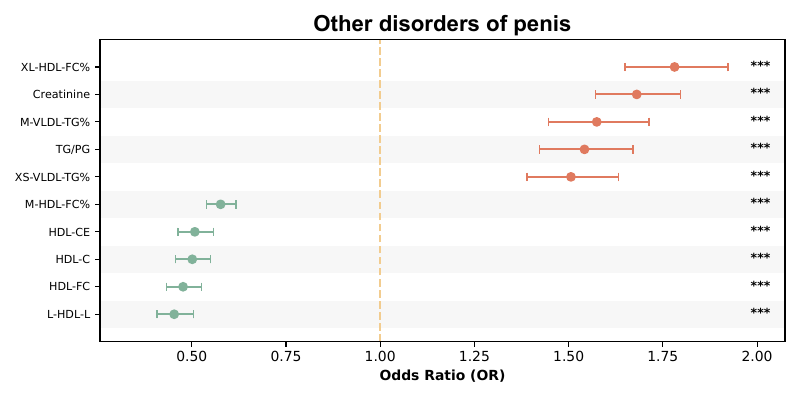 Other disorders of penis
XL-HDL-FC% ***
Creatinine ***
M-VLDL-TG% ***
TG/PG ***
XS-VLDL-TG% ***
M-HDL-FC% ***
HDL-CE ***
HDL-C ***
HDL-FC ***
L-HDL-L ***
0.50 0.75 1.00 1.25 1.50 1.75 2.00
Odds Ratio (OR)